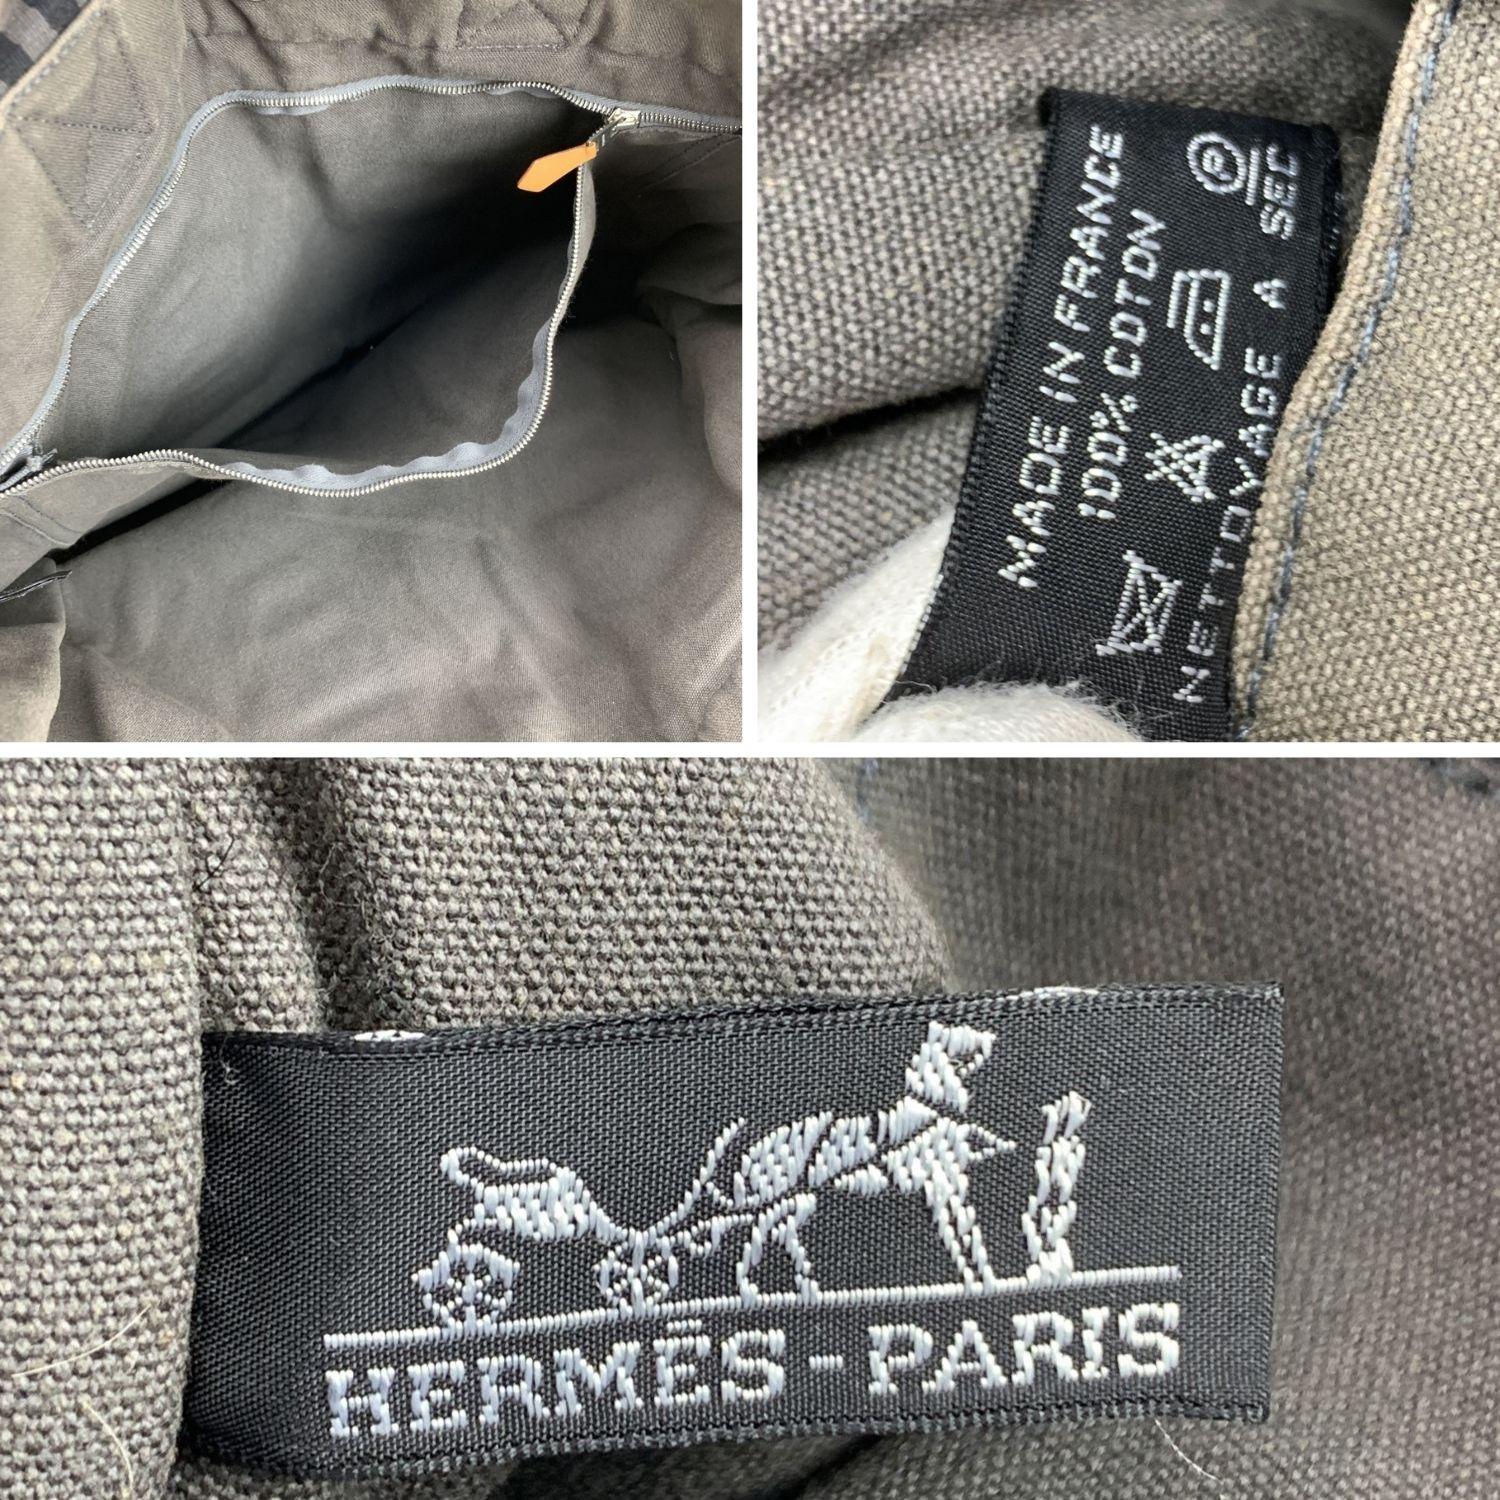 MADE IN FRANCE
100% COTON
NETTOYAGE A SEC
HERMÈS - PARIS